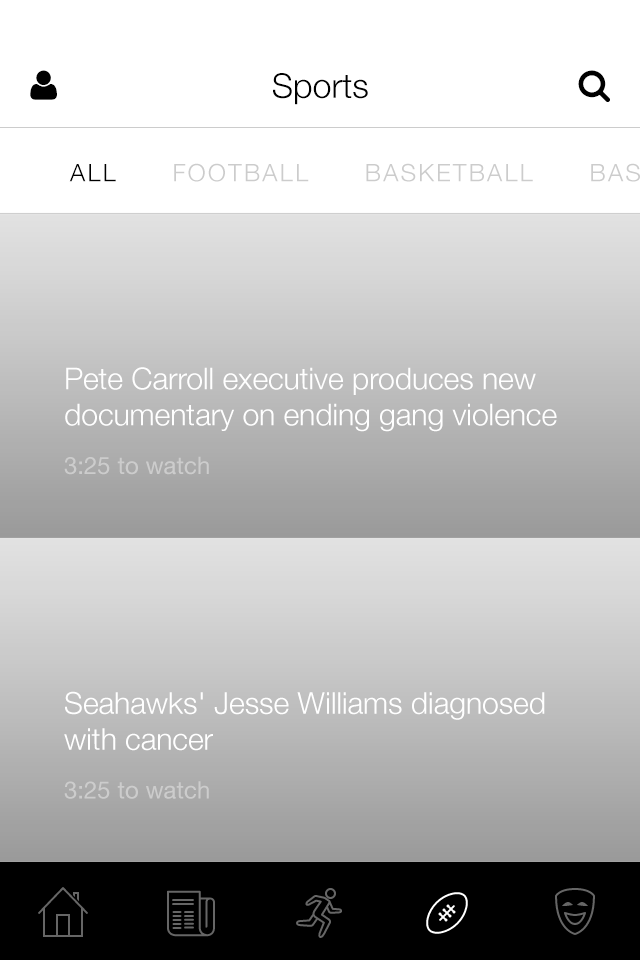 Sports
ALL FOOTBALL BASKETBALL BAS
Pete Carroll executive produces new
documentary on ending gang violence
3:25 to watch
Seahawks' Jesse Williams diagnosed
with cancer
3:25 to watch